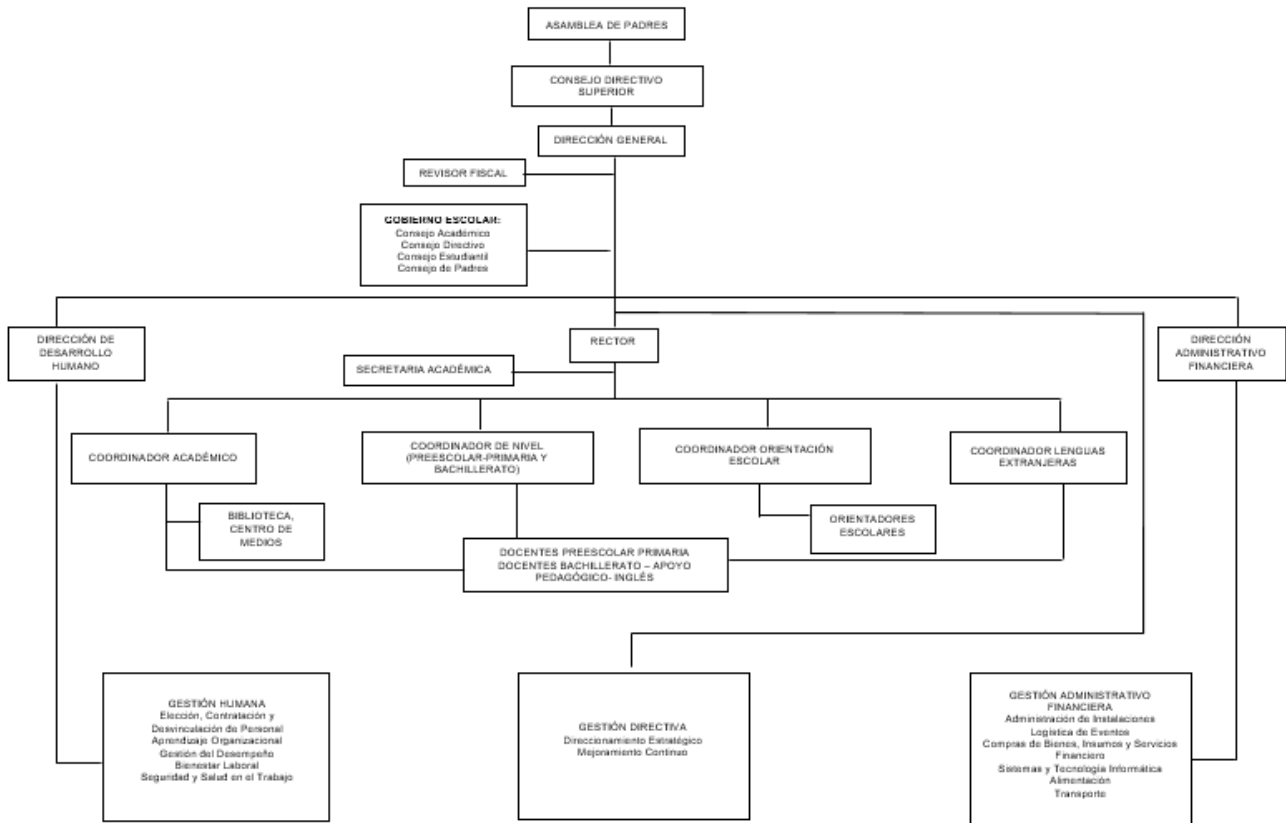 ASAMBLEA DE PADRES
CONSEJO DIRECTIVO
SUPERIOR
DIRECCIÓN GENERAL
REVISOR FISCAL
GOBIERNO ESCOLAR:
Consejo Académico
Consejo Directivo
Consejo Estudiantil
Consejo de Padres
DIRECCIÓN DE
DESARROLLO
HUMANO
RECTOR
DIRECCIÓN
ADMINISTRATIVO
FINANCIERA
SECRETARIA ACADÉMICA
COORDINADOR ACADÉMICO
COORDINADOR DE NIVEL
(PREESCOLAR-PRIMARIA Y
BACHILLERATO)
COORDINADOR ORIENTACIÓN
ESCOLAR
COORDINADOR LENGUAS
EXTRANJERAS
BIBLIOTECA,
CENTRO DE
MEDIOS
ORIENTADORES
ESCOLARES
DOCENTES PREESCOLAR PRIMARIA
DOCENTES BACHILLERATO – APOYO
PEDAGÓGICO- INGLÉS
GESTIÓN HUMANA
Elección, Contratación y
Desvinculación de Personal
Aprendizaje Organizacional
Gestión del Desempeño
Bienestar Laboral
Seguridad y Salud en el Trabajo
GESTIÓN DIRECTIVA
Direccionamiento Estratégico
Mejoramiento Continuo
GESTIÓN ADMINISTRATIVO
FINANCIERA
Administración de Instalaciones
Logística de Eventos
Compras de Bienes, Insumos y Servicios
Financiero
Sistemas y Tecnología Informática
Alimentación
Transporte